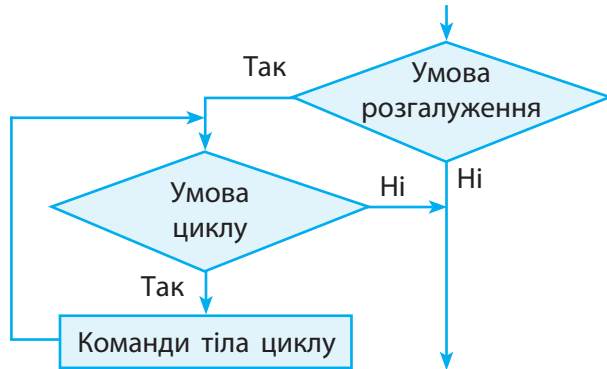 Так
Умова
розгалуження
Умова
циклу
Ні
Ні
Так
Команди тіла циклу